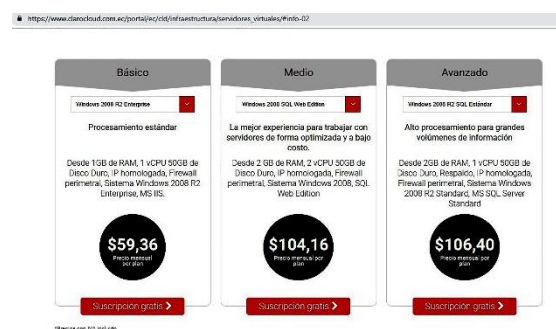 https://www.clarocloud.com.ec/portal/ec/cld/infraestructura/servidores_virtuales/#info-02
Básico
Windows 2008 R2 Enterprise
Procesamiento estándar
Desde 1GB de RAM, 1 vCPU 50GB de
Disco Duro, IP homologada, Firewall
perimetral, Sistema Windows 2008 R2
Enterprise, MS IIS.
$59,36
Precio mensual
por plan
Suscripción gratis
Medio
Windows 2008 SQL Web Edition
La mejor experiencia para trabajar con
servidores de forma optimizada y a bajo
costo.
Desde 2 GB de RAM, 2 vCPU 50GB de
Disco Duro, IP homologada, Firewall
perimetral, Sistema Windows 2008, SQL
Web Edition
$104,16
Precio mensual
por plan
Suscripción gratis
Avanzado
Windows 2008 R2 SQL Estándar
Alto procesamiento para grandes
volúmenes de información
Desde 2GB de RAM, 1 vCPU 50GB de
Disco Duro, Respaldo, IP homologada,
Firewall perimetral, Sistema Windows
2008 R2 Standard, MS SQL Server
Standard
$106,40
Precio mensual
por plan
Suscripción gratis